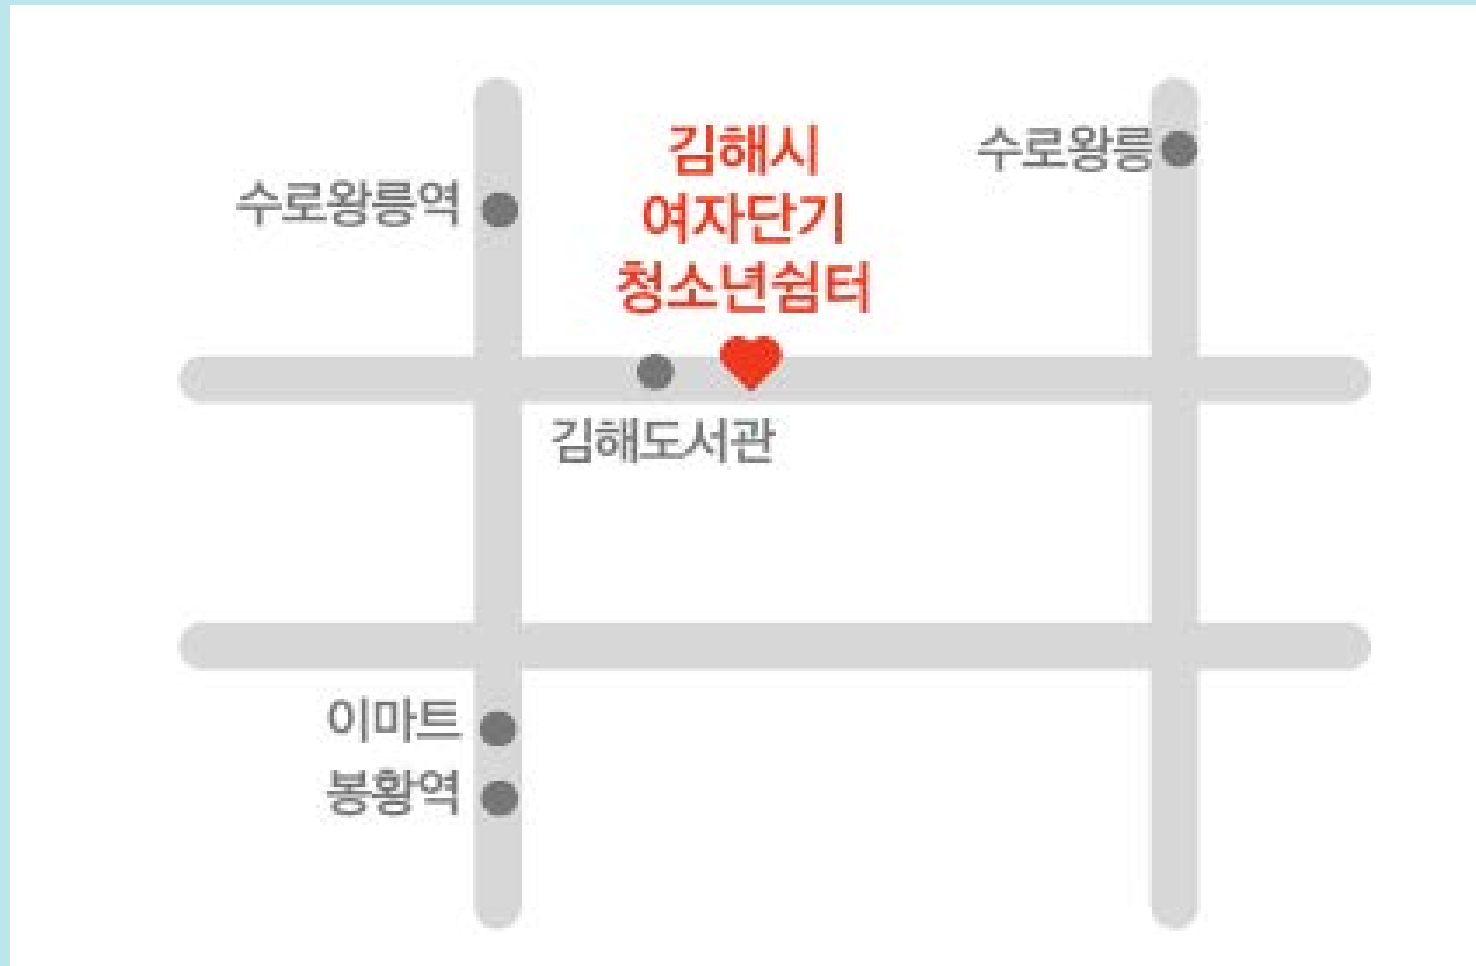 김해시
여자단기
청소년쉼터
수로왕릉
수로왕릉역
김해도서관
이마트
봉황역